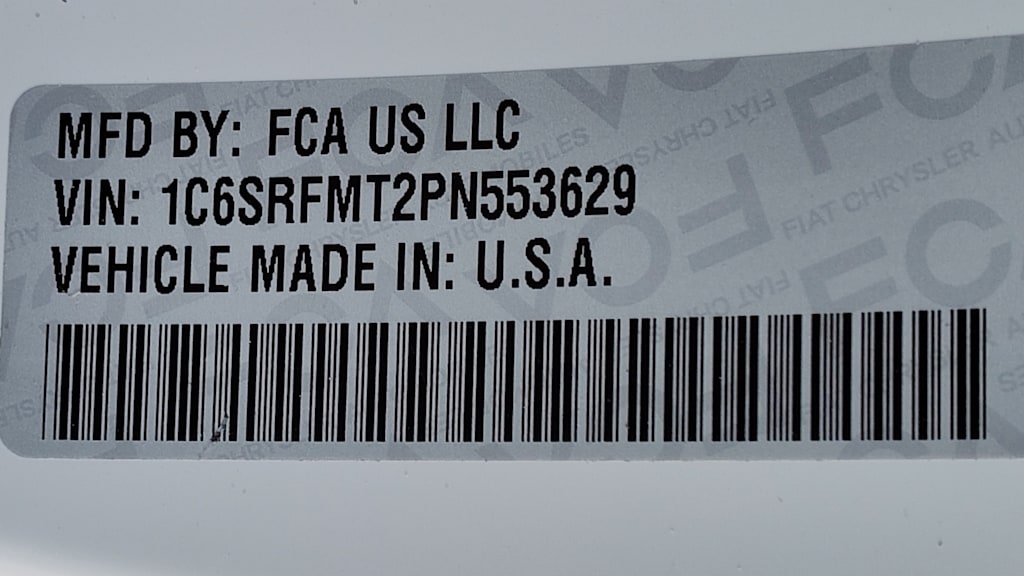 MFD BY: FCA US LLC
VIN: 1C6SRFMT2PN553629
VEHICLE MADE IN: U.S.A.